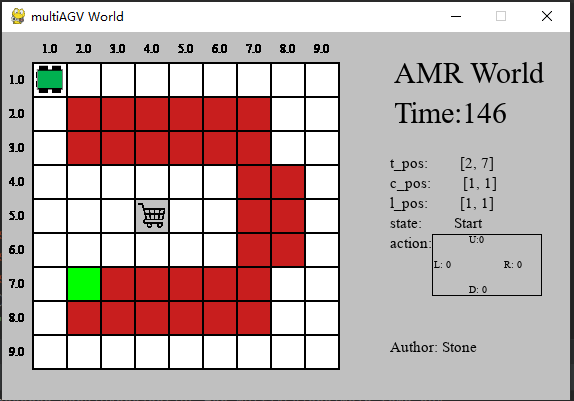 multiAGV World
1.0 2.0 3.0 4.0 5.0 6.0 7.0 8.0 9.0
1.0
2.0
3.0
4.0
5.0
6.0
7.0
8.0
9.0
AMR World
Time:146
t_pos: [2, 7]
c_pos: [1, 1]
l_pos: [1, 1]
state: Start
action:
U:0
L: 0 R: 0
D: 0
Author: Stone